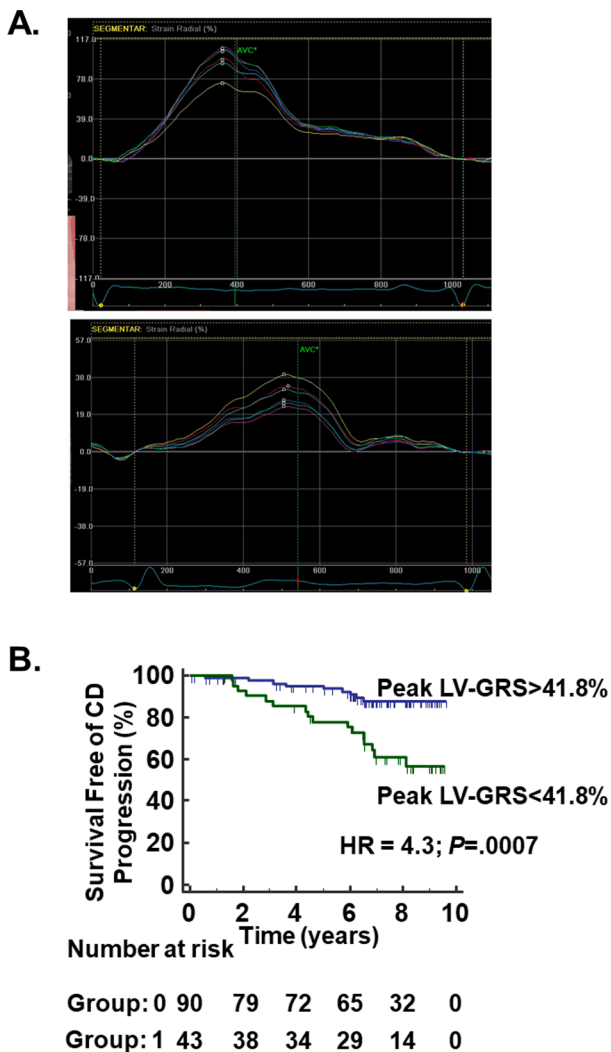 A.
SEGMENTAR: Strain Radial (%)
117.0
AVC*
78.0
39.0
0.0
-39.0
-78.0
-117.0
0 200 400 600 800 1000
SEGMENTAR: Strain Radial (%)
57.0
AVC*
38.0
19.0
0.0
-19.0
-38.0
-57.0
0 200 400 600 800 1000
B.
Survival Free of CD
Progression (%)
100
80
60
40
20
0
Peak LV-GRS>41.8%
Peak LV-GRS<41.8%
HR = 4.3; P=.0007
0 2 4 6 8 10
Time (years)
Number at risk
Group: 0 90 79 72 65 32 0
Group: 1 43 38 34 29 14 0